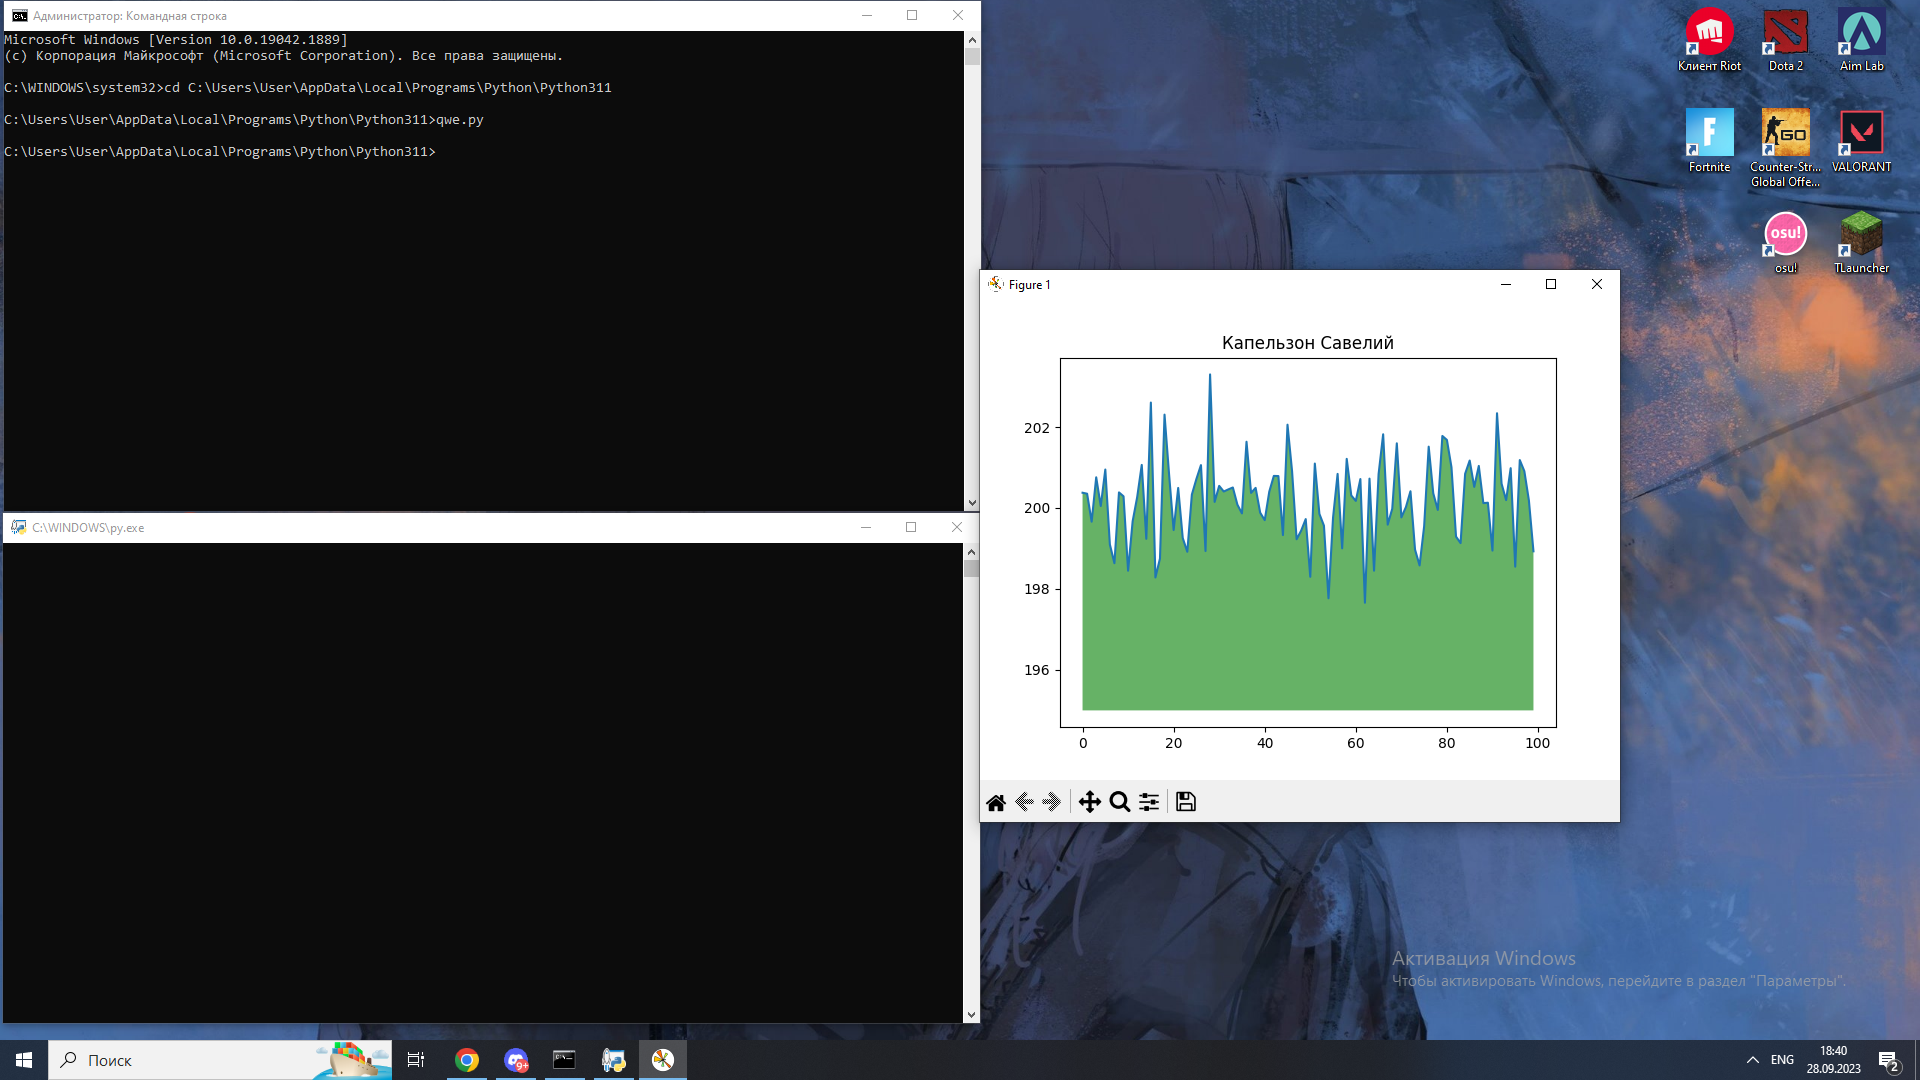 Администратор: Командная строка
Microsoft Windows [Version 10.0.19042.1889]
(c) Корпорация Майкрософт (Microsoft Corporation). Все права защищены.
C:\WINDOWS\system32>cd C:\Users\User\AppData\Local\Programs\Python\Python311
C:\Users\User\AppData\Local\Programs\Python\Python311>qwe.py
C:\Users\User\AppData\Local\Programs\Python\Python311>
C:\WINDOWS\py.exe
Клиент Riot
Dota 2
Aim Lab
Fortnite
Counter-Str...
Global Offe...
VALORANT
GO
osu!
osu!
TLauncher
Figure 1
Капельзон Савелий
202
200
198
196
0 20 40 60 80 100
Активация Windows
Чтобы активировать Windows, перейдите в раздел "Параметры".
Поиск
9+
ENG
18:40
28.09.2023
2